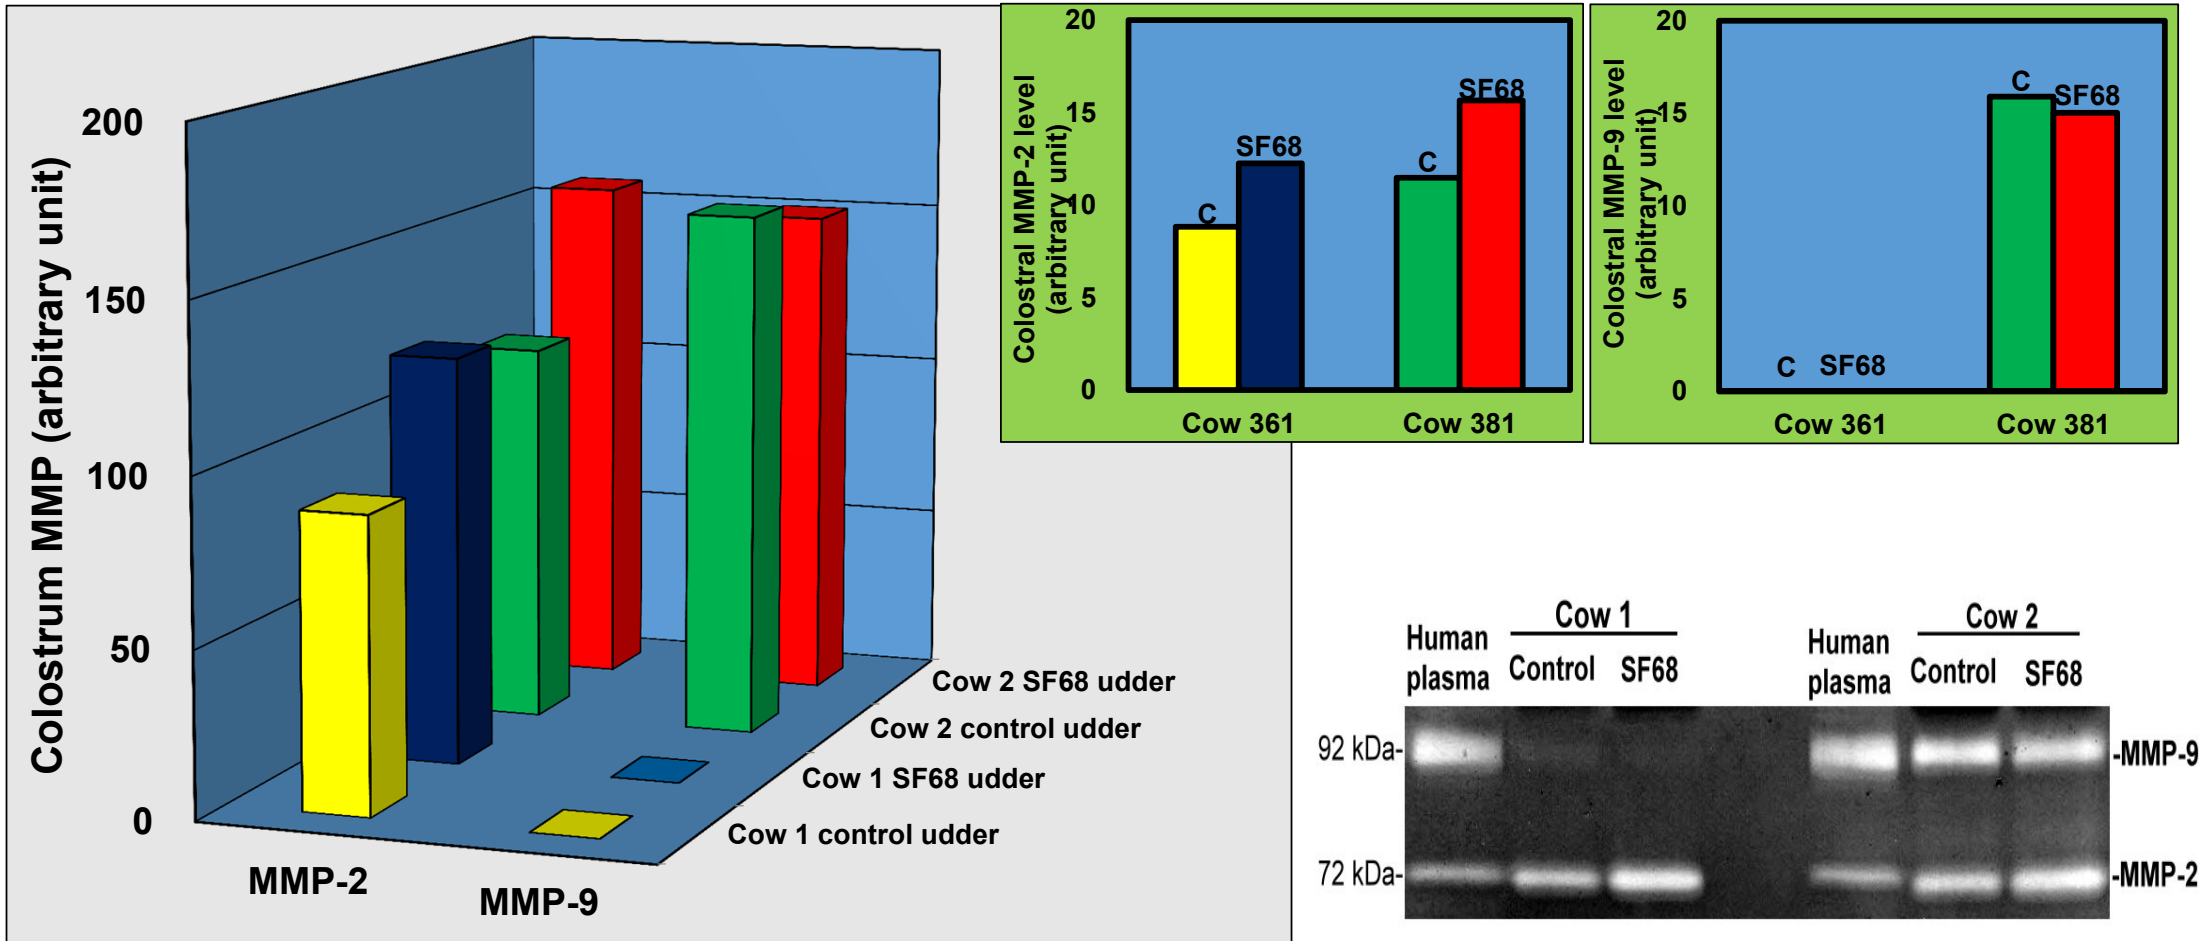 Colostrum MMP (arbitrary unit)
200
150
100
50
0
MMP-2
MMP-9
Cow 2 SF68 udder
Cow 2 control udder
Cow 1 SF68 udder
Cow 1 control udder
Colostral MMP-2 level
(arbitrary unit)
20
15
10
5
0
C
SF68
C
SF68
Cow 361
Cow 381
Colostral MMP-9 level
(arbitrary unit)
20
15
10
5
0
C
SF68
C
SF68
Cow 361
Cow 381
Human
plasma
Cow 1
Control
SF68
Human
plasma
Cow 2
Control
SF68
92 kDa-
-MMP-9
72 kDa-
-MMP-2